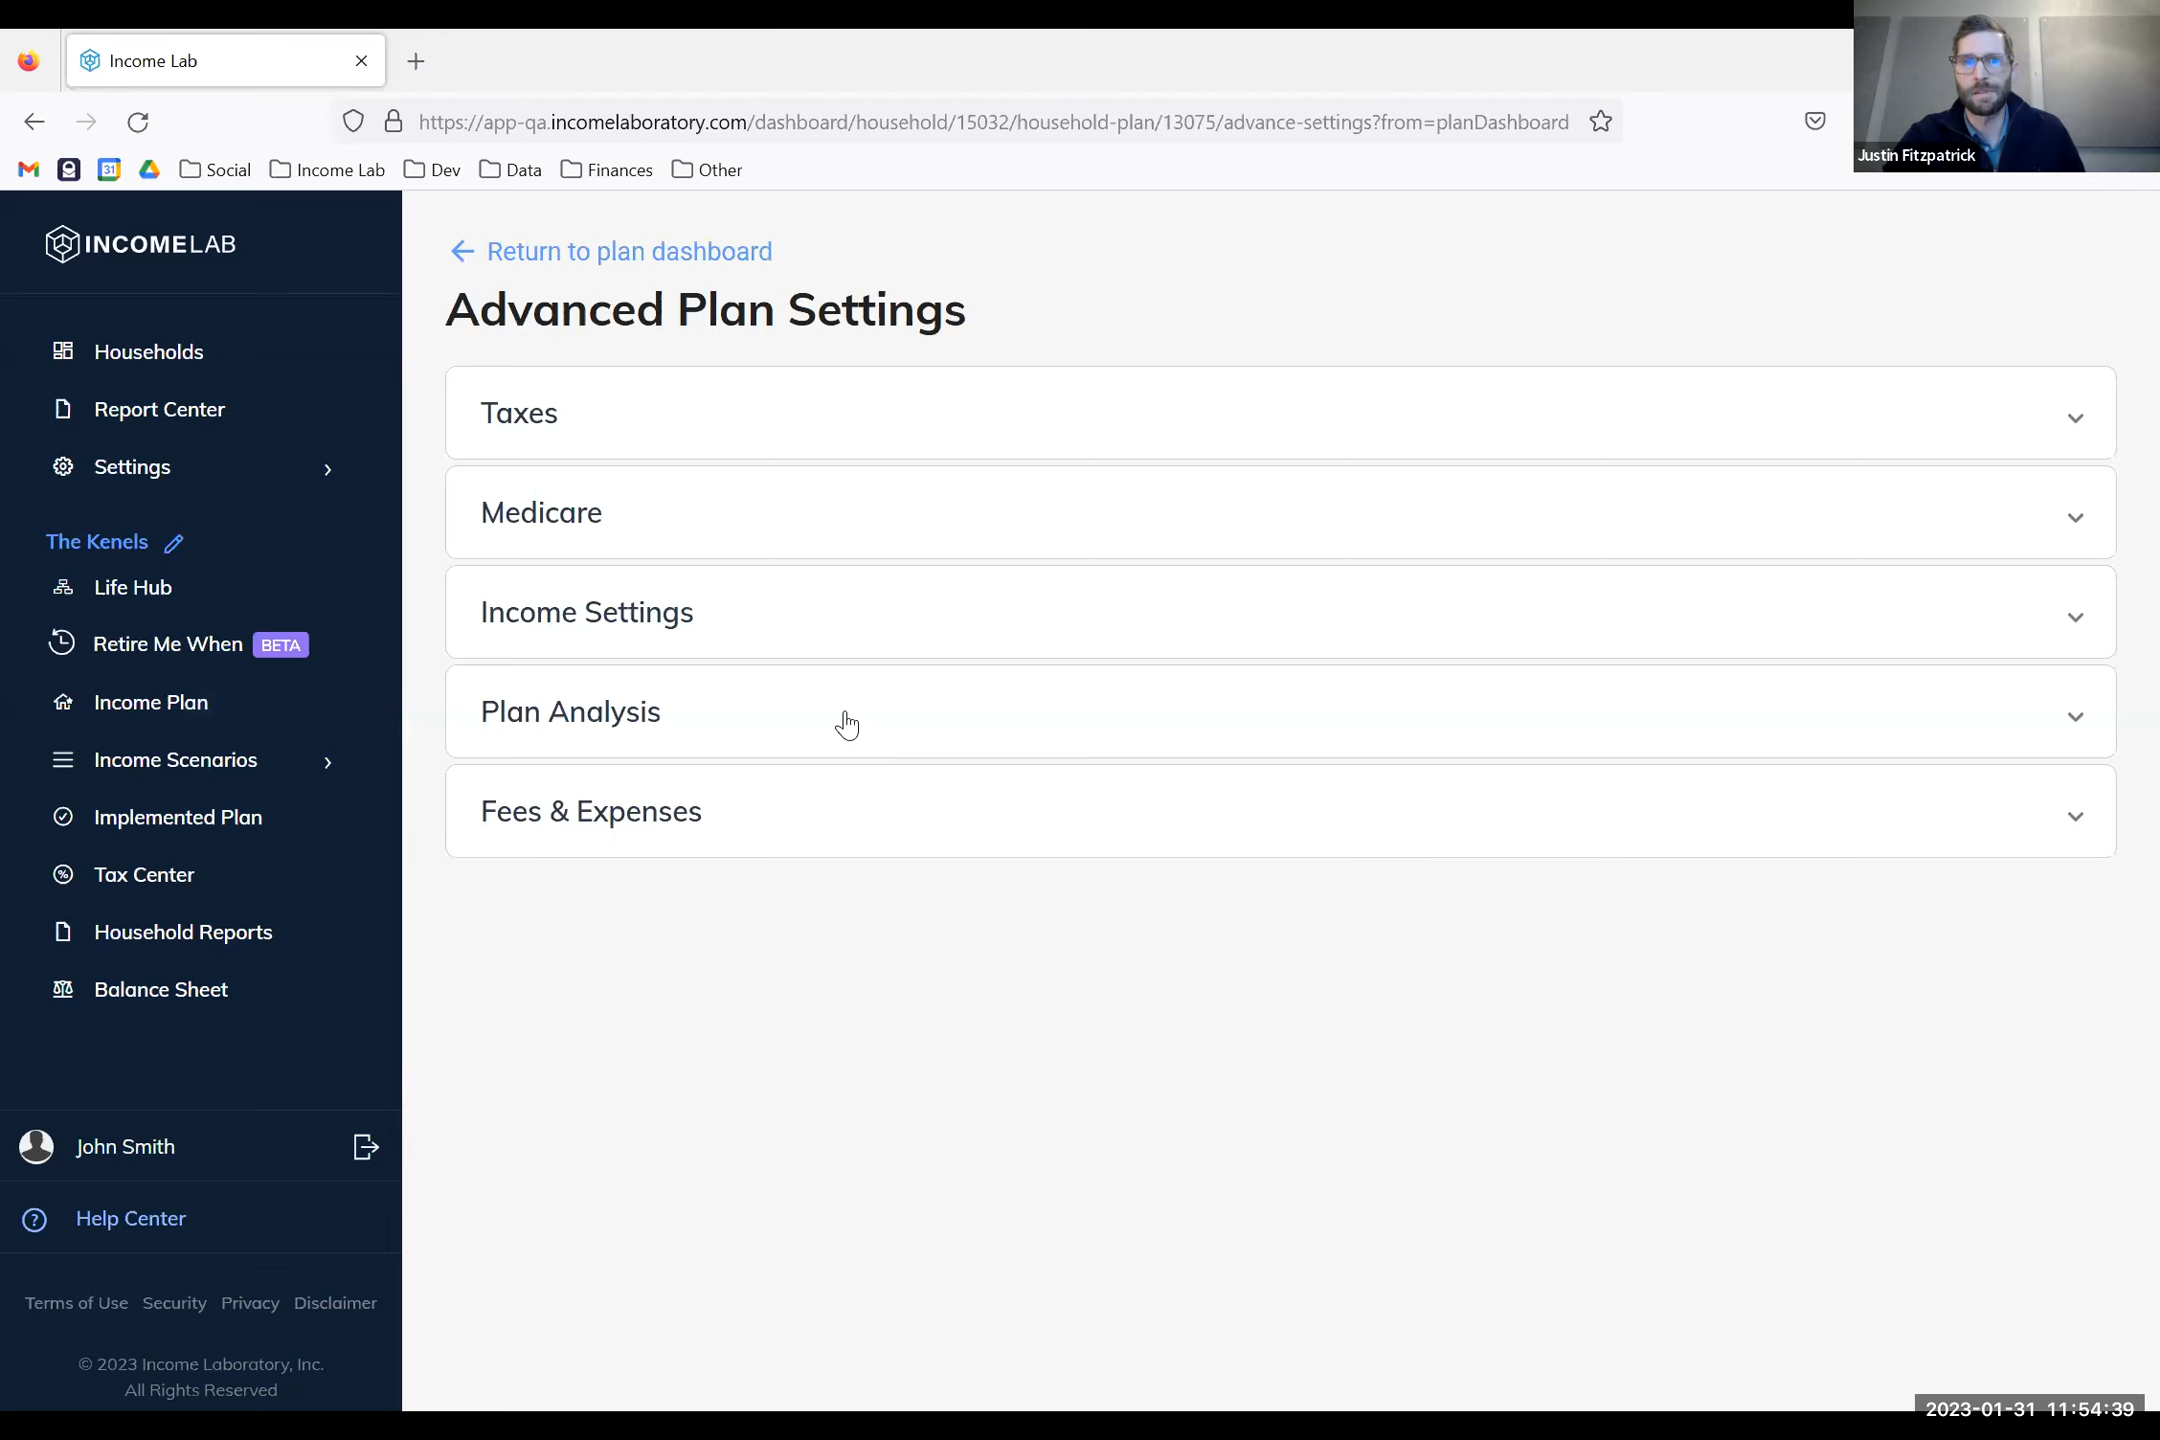 Income Lab
https://app-qa.incomelaboratory.com/dashboard/household/15032/household-plan/13075/advance-settings?from=planDashboard
Justin Fitzpatrick
31
Social
Income Lab
Dev
Data
Finances
Other
INCOMELAB
Households
Report Center
Settings
The Kenels
Life Hub
Retire Me When BETA
Income Plan
Income Scenarios
Implemented Plan
Tax Center
Household Reports
Balance Sheet
John Smith
Help Center
Terms of Use Security Privacy Disclaimer
© 2023 Income Laboratory, Inc.
All Rights Reserved
Return to plan dashboard
Advanced Plan Settings
Taxes
Medicare
Income Settings
Plan Analysis
Fees & Expenses
2023-01-31 11:54:39